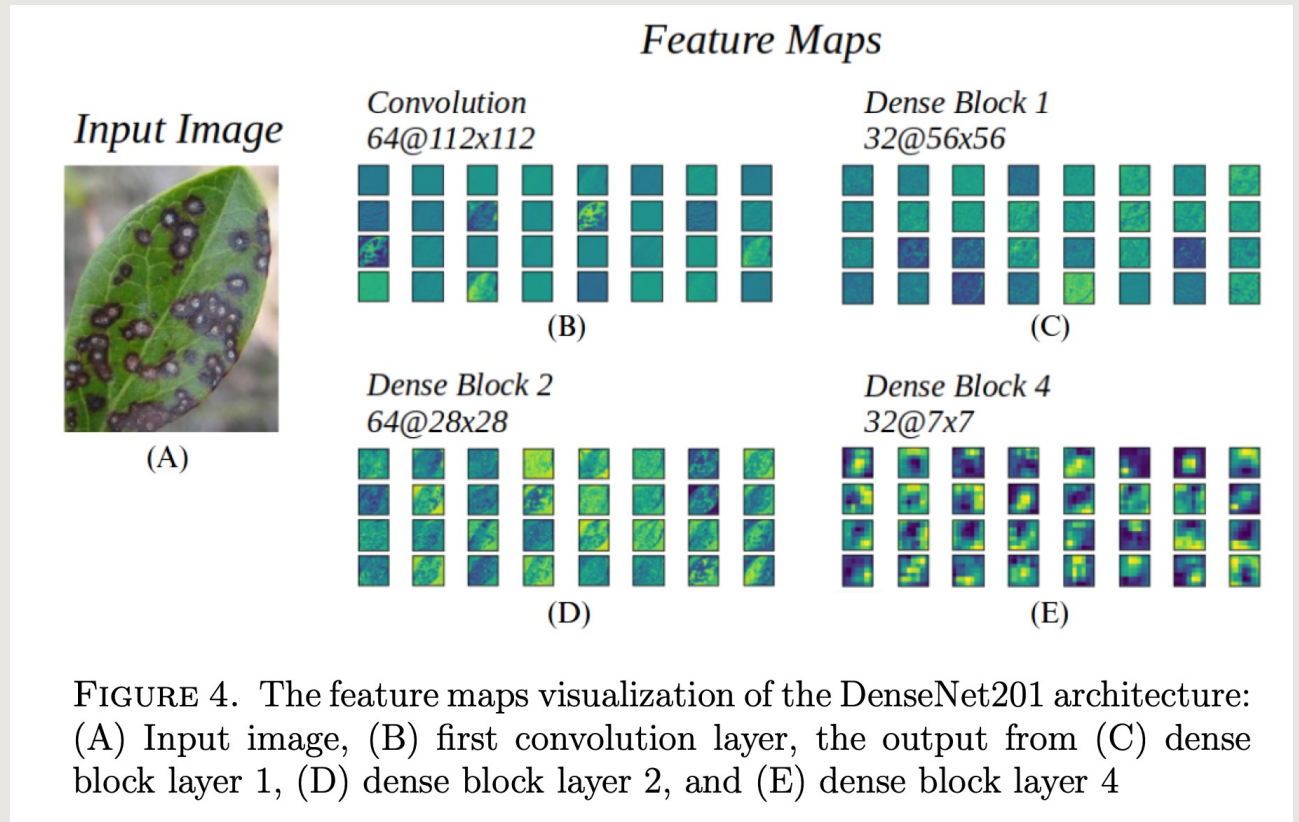 Feature Maps
Input Image
(A)
Convolution
64@112x112
(B)
Dense Block 1
32@56x56
(C)
Dense Block 2
64@28x28
(D)
Dense Block 4
32@7x7
(E)
FIGURE 4. The feature maps visualization of the DenseNet201 architecture:
(A) Input image, (B) first convolution layer, the output from (C) dense
block layer 1, (D) dense block layer 2, and (E) dense block layer 4